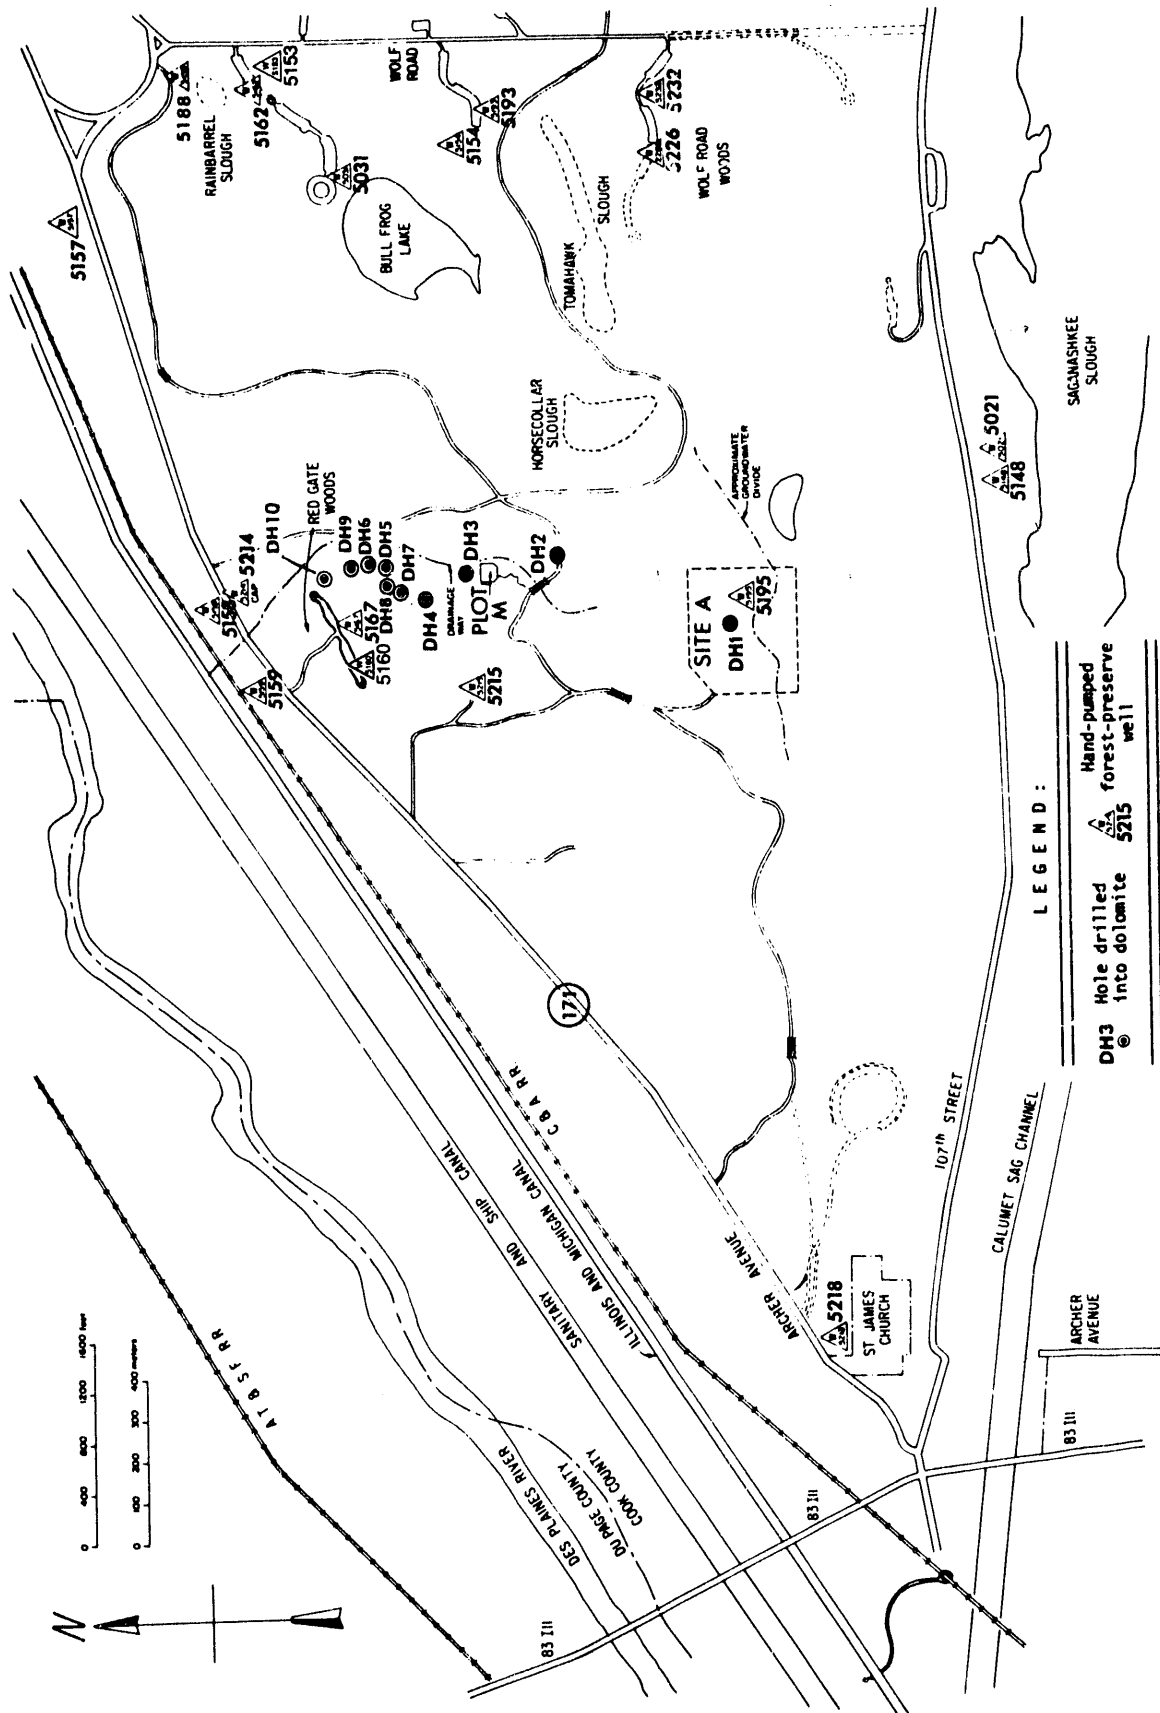 N
0 400 800 1200 1600 feet
0 100 200 300 400 meters
A T & S F RR
DES PLAINES RIVER
DU PAGE COUNTY
COOK COUNTY
SANITARY AND SHIP CANAL
ILLINOIS AND MICHIGAN CANAL
C & A RR
83 Ill
83 Ill
83 Ill
171
ARCHER AVENUE
5218
ST JAMES
CHURCH
107th STREET
CALUMET SAG CHANNEL
ARCHER
AVENUE
5157
5188
RAINBARREL
SLOUGH
5162
5153
5031
BULL FROG
LAKE
WOLF
ROAD
5154
5193
5226
5232
WOLF ROAD
WOODS
TOMAHAWK
SLOUGH
HORSECOLLAR
SLOUGH
5158
5214
CAP
5159
DH10
RED GATE
WOODS
DH9
DH6
DH5
DH7
DH8
5167
5160
DH4
DRAINAGE
WAY
DH3
PLOT
M
DH2
5215
SITE A
DH1
5195
APPROXIMATE
GROUNDWATER
DIVIDE
5021
5148
SAGANASHKEE
SLOUGH
LEGEND:
DH3 Hole drilled
into dolomite
5215
Hand-pumped
forest-preserve
well